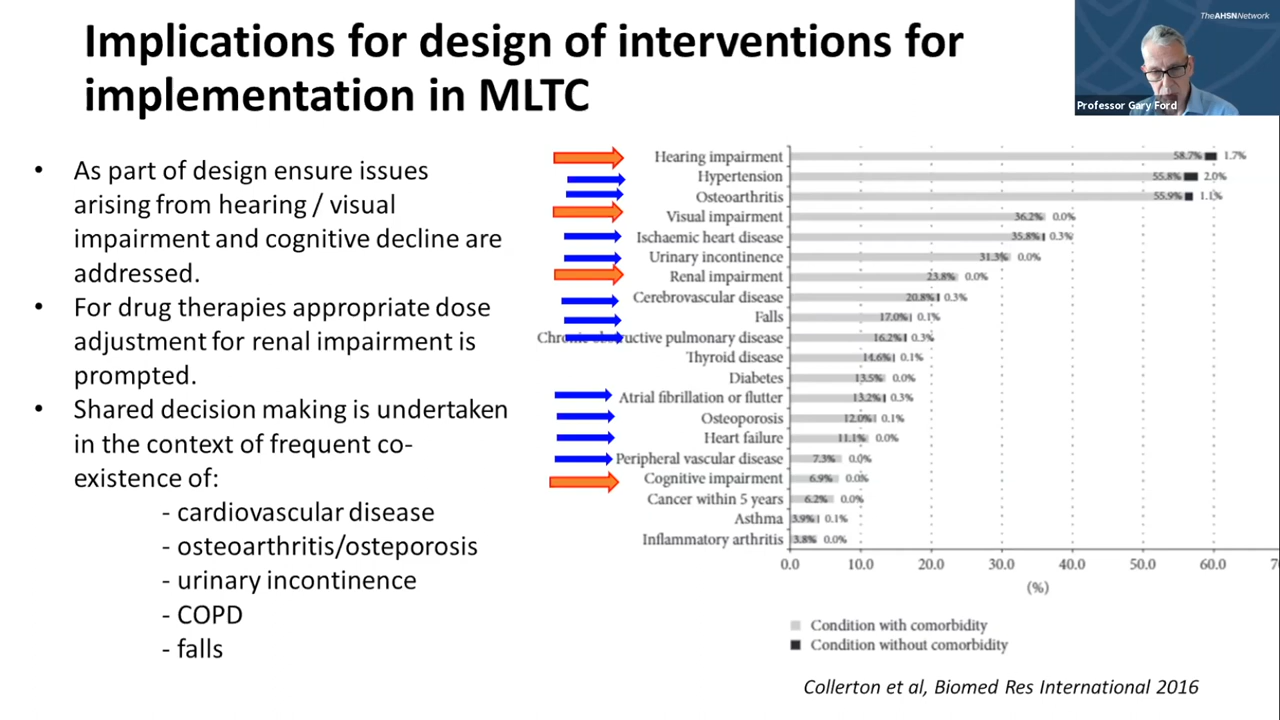 Implications for design of interventions for
implementation in MLTC
TheAHSNNetwork
Professor Gary Ford
• As part of design ensure issues
arising from hearing / visual
impairment and cognitive decline are
addressed.
• For drug therapies appropriate dose
adjustment for renal impairment is
prompted.
• Shared decision making is undertaken
in the context of frequent co-
existence of:
- cardiovascular disease
- osteoarthritis/osteporosis
- urinary incontinence
- COPD
- falls
Hearing impairment 58.7% 1.7%
Hypertension 55.8% 2.0%
Osteoarthritis 55.9% 1.1%
Visual impairment 36.2% 0.0%
Ischaemic heart disease 35.8% 0.3%
Urinary incontinence 31.3% 0.0%
Renal impairment 23.8% 0.0%
Cerebrovascular disease 20.8% 0.3%
Falls 17.0% 0.1%
pulmonary disease 16.2% 0.3%
Thyroid disease 14.6% 0.1%
Diabetes 13.5% 0.0%
Atrial fibrillation or flutter 13.2% 0.3%
Osteoporosis 12.0% 0.1%
Heart failure 11.1% 0.0%
Peripheral vascular disease 7.3% 0.0%
Cognitive impairment 6.9% 0.0%
Cancer within 5 years 6.2% 0.0%
Asthma 3.9% 0.1%
Inflammatory arthritis 3.8% 0.0%
0.0 10.0 20.0 30.0 40.0 50.0 60.0
(%)
Condition with comorbidity
Condition without comorbidity
Collerton et al, Biomed Res International 2016